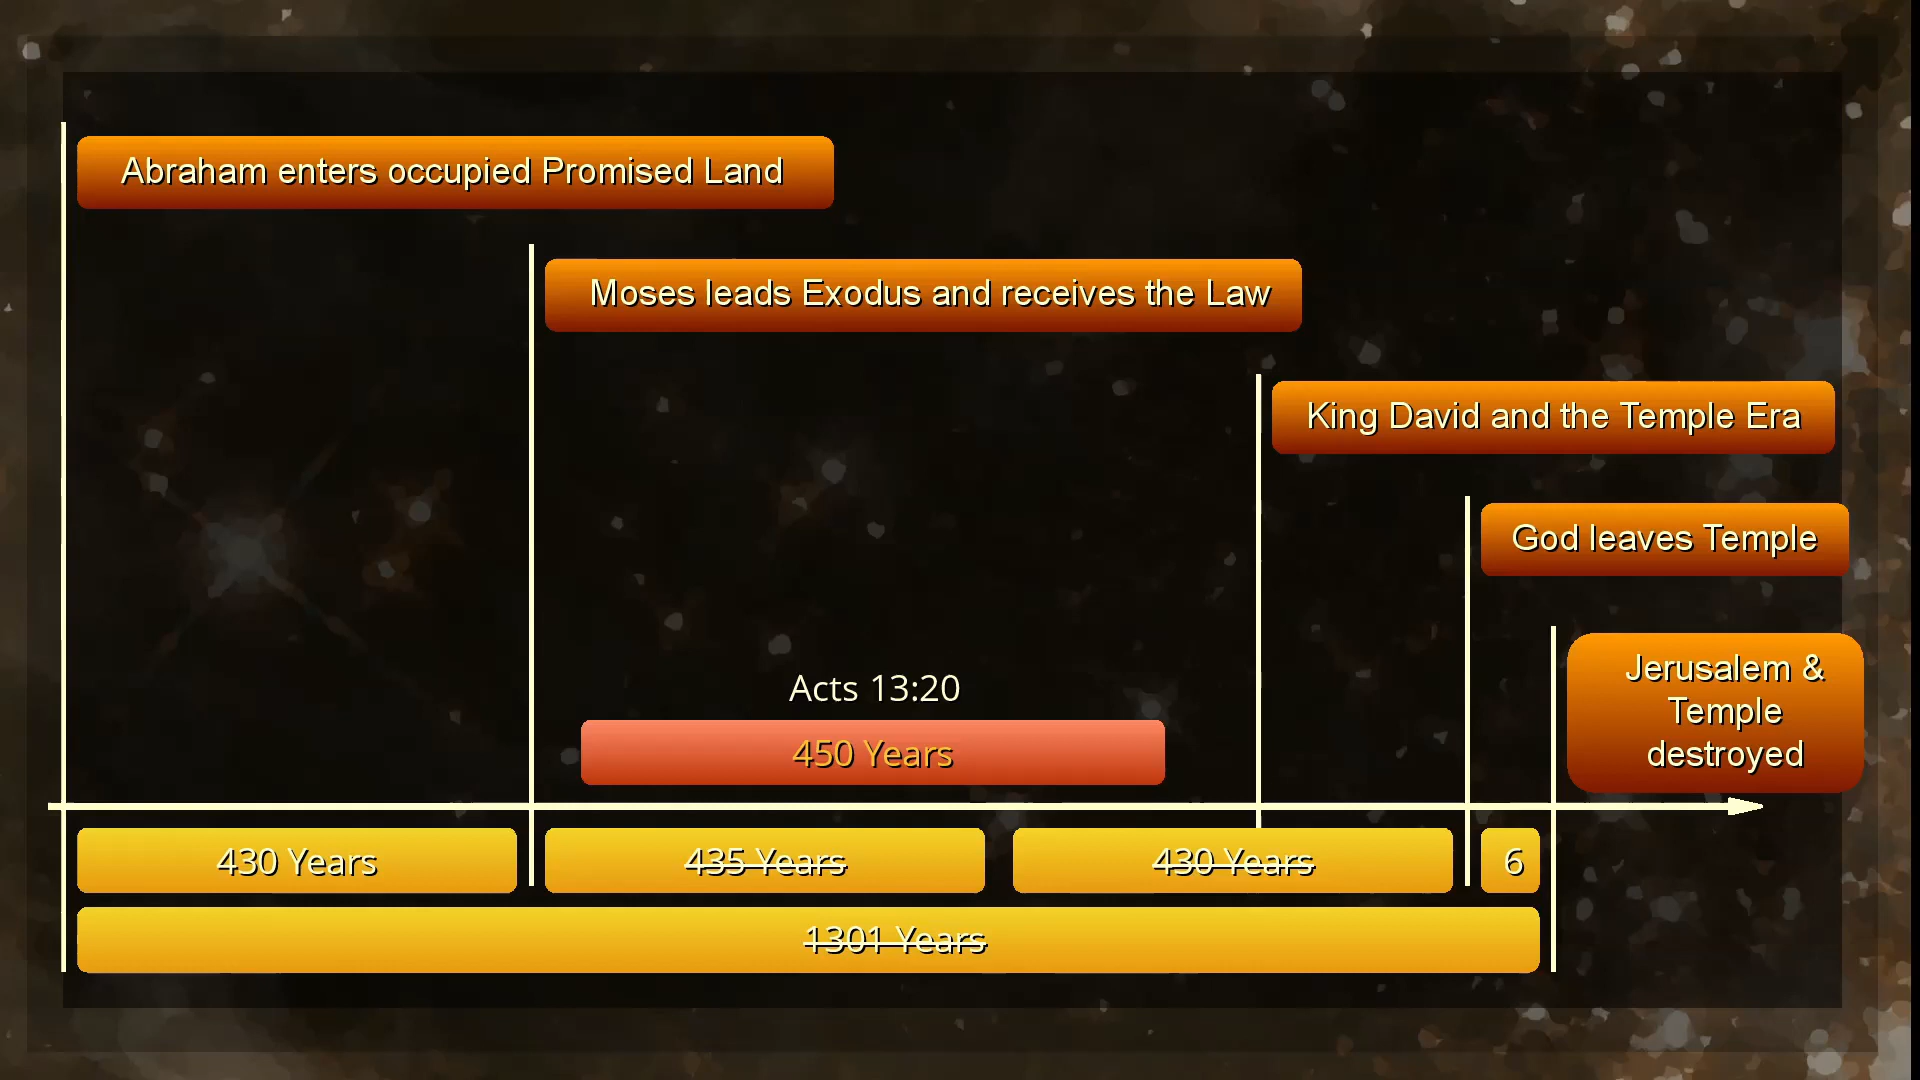 Abraham enters occupied Promised Land
Moses leads Exodus and receives the Law
King David and the Temple Era
God leaves Temple
Jerusalem &
Temple
destroyed
Acts 13:20
450 Years
430 Years
435 Years
430 Years
6
1301 Years